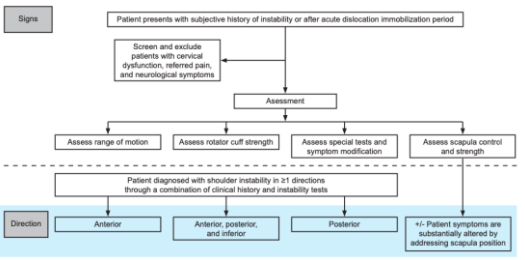 Signs
Patient presents with subjective history of instability or after acute dislocation immobilization period
Screen and exclude
patients with cervical
dysfunction, referred pain,
and neurological symptoms
Asessment
Assess range of motion
Assess rotator cuff strength
Assess special tests and
symptom modification
Assess scapula control
and strength
Patient diagnosed with shoulder instability in ≥1 directions
through a combination of clinical history and instability tests
Direction
Anterior
Anterior, posterior,
and inferior
Posterior
+/- Patient symptoms are
substantially altered by
addressing scapula position